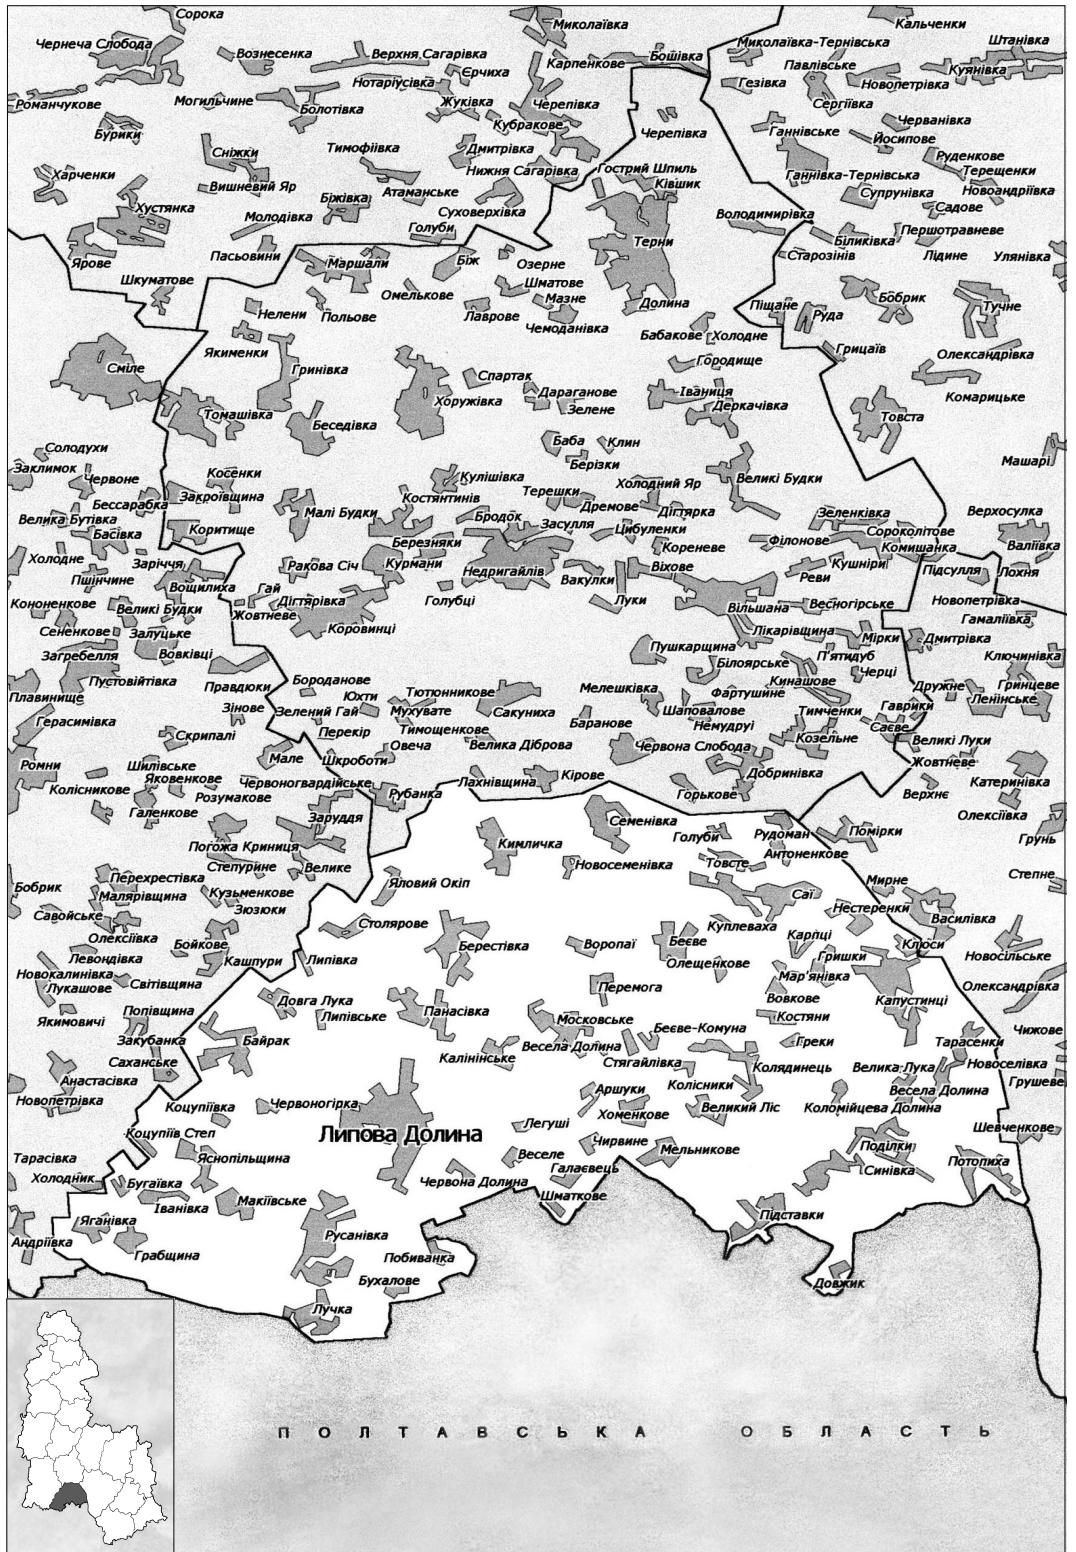 Сорока
Миколаївка
Кальченки
Чернеча Слобода
Вознесенка
Верхня Сагарівка
Карпенкове
Бошівка
Миколаївка-Тернівська
Штанівка
Єрчиха
Павлівське
Куянівка
Нотаріусівка
Гезівка
Новопетрівка
Романчукове
Могильчине
Болотівка
Жуківка
Черепівка
Сергіївка
Бурики
Кубракове
Черепівка
Ганнівське
Червaнівка
Йосипове
Сніжки
Тимофіївка
Дмитрівка
Руденкове
Харченки
Нижня Сагарівка
Гострий Шпиль
Ганнівка-Тернівська
Терещенки
Вишневий Яр
Атаманське
Ківшик
Супрунівка
Новоандріївка
Хустянка
Молодівка
Біжівка
Суховерхівка
Володимирівка
Садове
Голуби
Терни
Біликівка
Першотравневе
Ярове
Пасьовини
Маршали
Біж
Озерне
Старозінів
Лідине
Улянівка
Шкуматове
Омелькове
Шматове
Мазне
Бобрик
Тучне
Нелени
Польове
Лаврове
Чемоданівка
Долина
Піщане
Руда
Бабакове
Холодне
Якименки
Грицаїв
Олександрівка
Сміле
Гринівка
Спартак
Городище
Хоружівка
Дараганове
Іваниця
Комарицьке
Томашівка
Беседівка
Зелене
Деркачівка
Товста
Солодухи
Баба
Клин
Заклимок
Червоне
Косенки
Кулішівка
Берізки
Машарі
Бессарабка
Закроївщина
Костянтинів
Терешки
Холодний Яр
Великі Будки
Велика Бутівка
Малі Будки
Бродок
Дремове
Дігтярка
Зеленківка
Верхосулка
Басівка
Коритище
Засулля
Цибуленки
Сороколітове
Холодне
Заріччя
Березняки
Кореневе
Філонове
Комишанка
Валіївка
Пшінчине
Вощилиха
Ракова Січ
Курмани
Недригайлів
Вакулки
Віхове
Кушніри
Підсулля
Лохня
Кононенкове
Великі Будки
Гай
Дігтярівка
Голубці
Реви
Новопетрівка
Сененкове
Залуцьке
Жовтневе
Коровинці
Луки
Вільшана
Весногірське
Гамаліївка
Загребелля
Вовківці
Пушкарщина
Лікарівщина
Мірки
Дмитрівка
Пустовійтівка
П'ятидуб
Ключинівка
Плавинище
Правдюки
Бороданове
Білоярське
Черці
Юхти
Тютюнникове
Мелешківка
Кинашове
Дружне
Гринцеве
Герасимівка
Зінове
Зелений Гай
Мухувате
Сакуниха
Шаповалове
Фартушине
Тимченки
Гаврики
Ленінське
Скрипалі
Перекір
Тимощенкове
Баранове
Немудруї
Саєве
Ромни
Мале
Овеча
Велика Діброва
Червона Слобода
Козельне
Великі Луки
Шилівське
Шкроботи
Жовтневе
Яковенкове
Червоногвардійське
Лахнівщина
Кірове
Добринівка
Катеринівка
Колісникове
Розумакове
Рубанка
Горькове
Верхнє
Галенкове
Заруддя
Семенівка
Олексіївка
Погожа Криниця
Кимличка
Голуби
Рудоман
Помірки
Грунь
Степурине
Велике
Новосеменівка
Товсте
Антоненкове
Бобрик
Перехрестівка
Яловий Окіп
Мирне
Степне
Малярівщина
Кузьменкове
Саї
Савойське
Зюзюки
Столярове
Нестеренки
Олексіївка
Куплеваха
Василівка
Бойкове
Берестівка
Воропаї
Беєве
Карпці
Левондівка
Кашпури
Липівка
Гришки
Клюси
Новосільське
Новокалинівка
Олещенкове
Лукашове
Світівщина
Перемога
Мар'янівка
Олександрівка
Довга Лука
Вовкове
Капустинці
Якимовичі
Попівщина
Липівське
Панасівка
Московське
Костяни
Чижове
Закубанка
Байрак
Весела Долина
Беєве-Комуна
Греки
Тарасенки
Саханське
Калінінське
Стягайлівка
Колядинець
Велика Лука
Новоселівка
Анастасівка
Аршуки
Колісники
Весела Долина
Грушеве
Новопетрівка
Коцупіївка
Червоногірка
Хоменкове
Великий Ліс
Коломійцева Долина
Легуші
Шевченкове
Коцупіїв Степ
Липова Долина
Чирвине
Мельникове
Поділки
Тарасівка
Яснопільщина
Веселе
Галаєвець
Синівка
Потопиха
Холодник
Бугаївка
Червона Долина
Іванівка
Макіївське
Шматкове
Підставки
Яганівка
Русанівка
Андріївка
Грабщина
Побиванка
Бухалове
Довжик
Лучка
ПОЛТАВСЬКА ОБЛАСТЬ